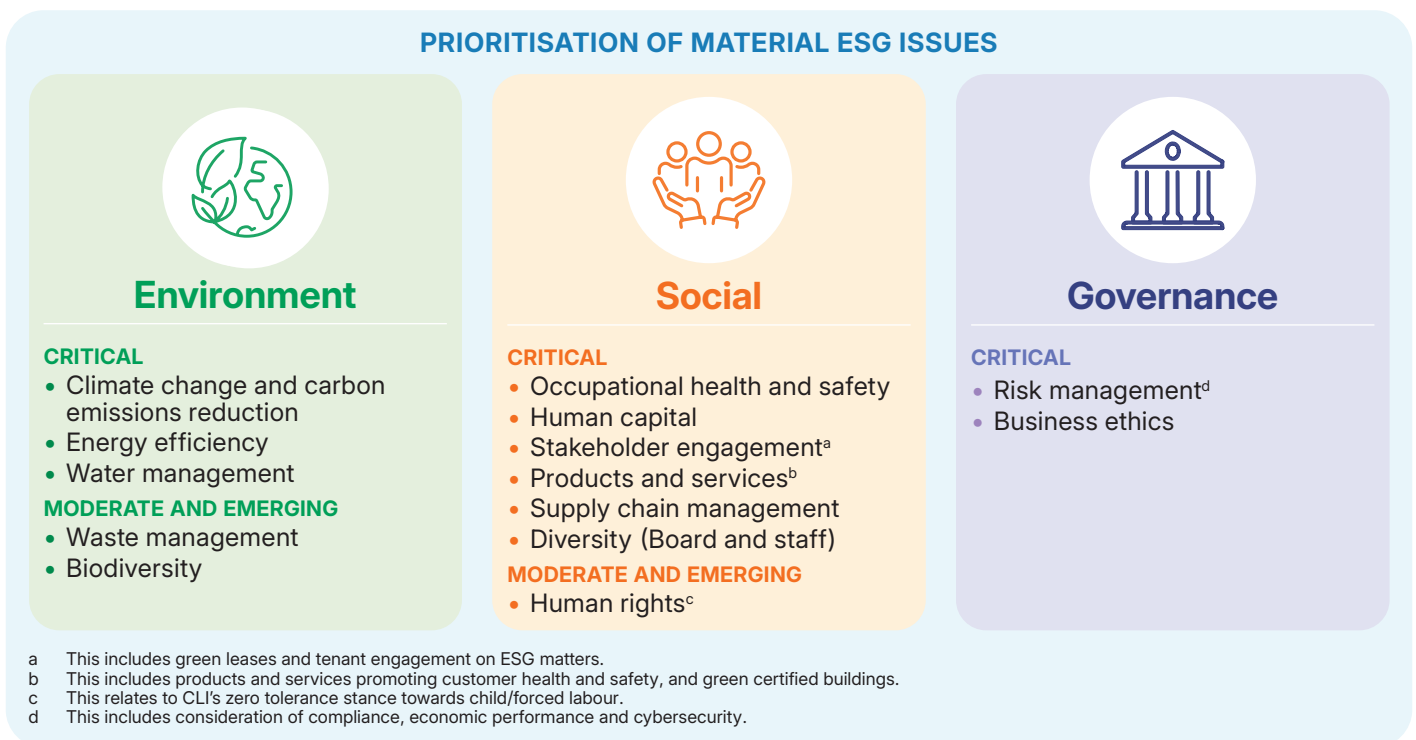 PRIORITISATION OF MATERIAL ESG ISSUES
Environment
CRITICAL
• Climate change and carbon
emissions reduction
• Energy efficiency
• Water management
MODERATE AND EMERGING
• Waste management
• Biodiversity
Social
CRITICAL
• Occupational health and safety
• Human capital
• Stakeholder engagementᵃ
• Products and servicesᵇ
• Supply chain management
• Diversity (Board and staff)
MODERATE AND EMERGING
• Human rightsᶜ
Governance
CRITICAL
• Risk managementᵈ
• Business ethics
a This includes green leases and tenant engagement on ESG matters.
b This includes products and services promoting customer health and safety, and green certified buildings.
c This relates to CLI's zero tolerance stance towards child/forced labour.
d This includes consideration of compliance, economic performance and cybersecurity.